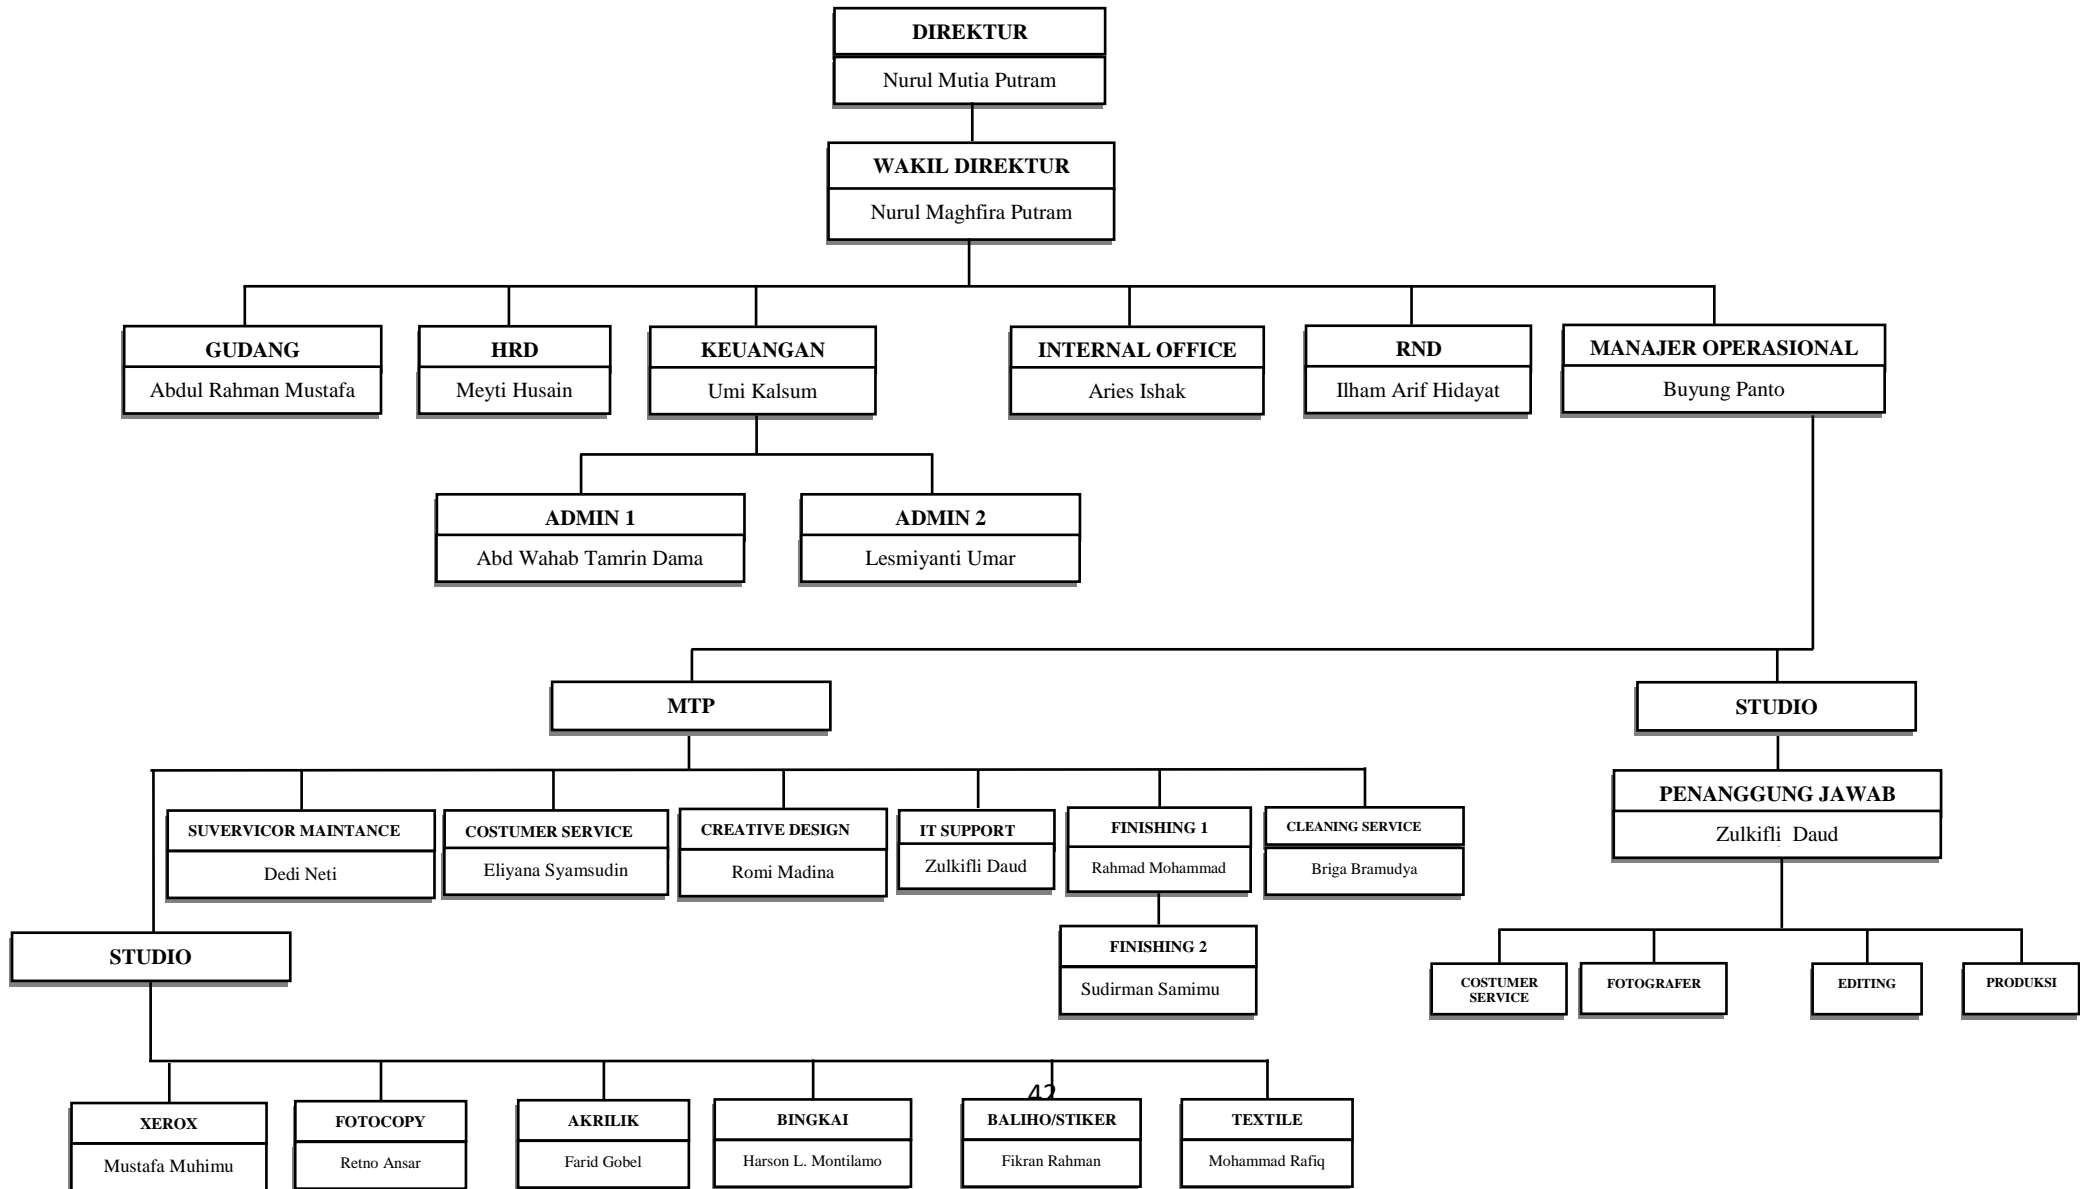 DIREKTUR
Nurul Mutia Putram
WAKIL DIREKTUR
Nurul Maghfira Putram
GUDANG
Abdul Rahman Mustafa
HRD
Meyti Husain
KEUANGAN
Umi Kalsum
INTERNAL OFFICE
Aries Ishak
RND
Ilham Arif Hidayat
MANAJER OPERASIONAL
Buyung Panto
ADMIN 1
Abd Wahab Tamrin Dama
ADMIN 2
Lesmiyanti Umar
MTP
STUDIO
SUVERVICOR MAINTANCE
Dedi Neti
COSTUMER SERVICE
Eliyana Syamsudin
CREATIVE DESIGN
Romi Madina
IT SUPPORT
Zulkifli Daud
FINISHING 1
Rahmad Mohammad
CLEANING SERVICE
Briga Bramudya
PENANGGUNG JAWAB
Zulkifli Daud
STUDIO
FINISHING 2
Sudirman Samimu
COSTUMER
SERVICE
FOTOGRAFER
EDITING
PRODUKSI
42
XEROX
Mustafa Muhimu
FOTOCOPY
Retno Ansar
AKRILIK
Farid Gobel
BINGKAI
Harson L. Montilamo
BALIHO/STIKER
Fikran Rahman
TEXTILE
Mohammad Rafiq